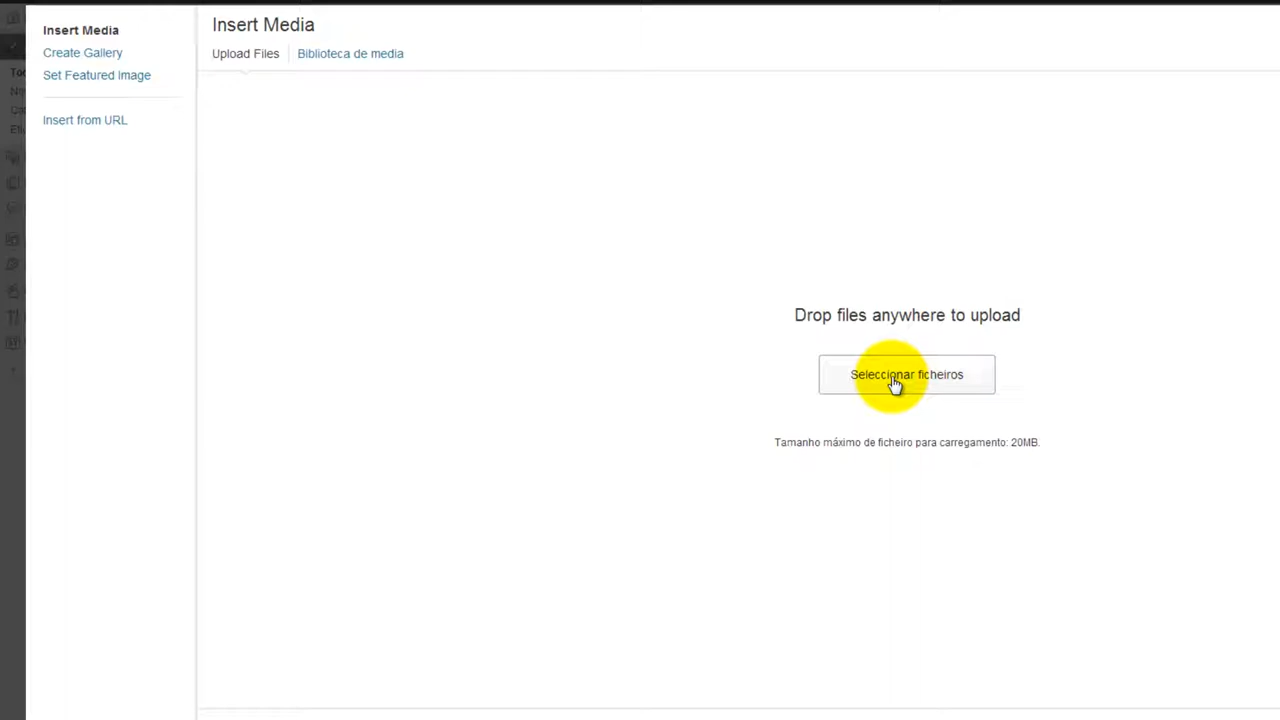 Insert Media
Create Gallery
Set Featured Image
Insert from URL
Insert Media
Upload Files
Biblioteca de media
Drop files anywhere to upload
Seleccionar ficheiros
Tamanho máximo de ficheiro para carregamento: 20MB.